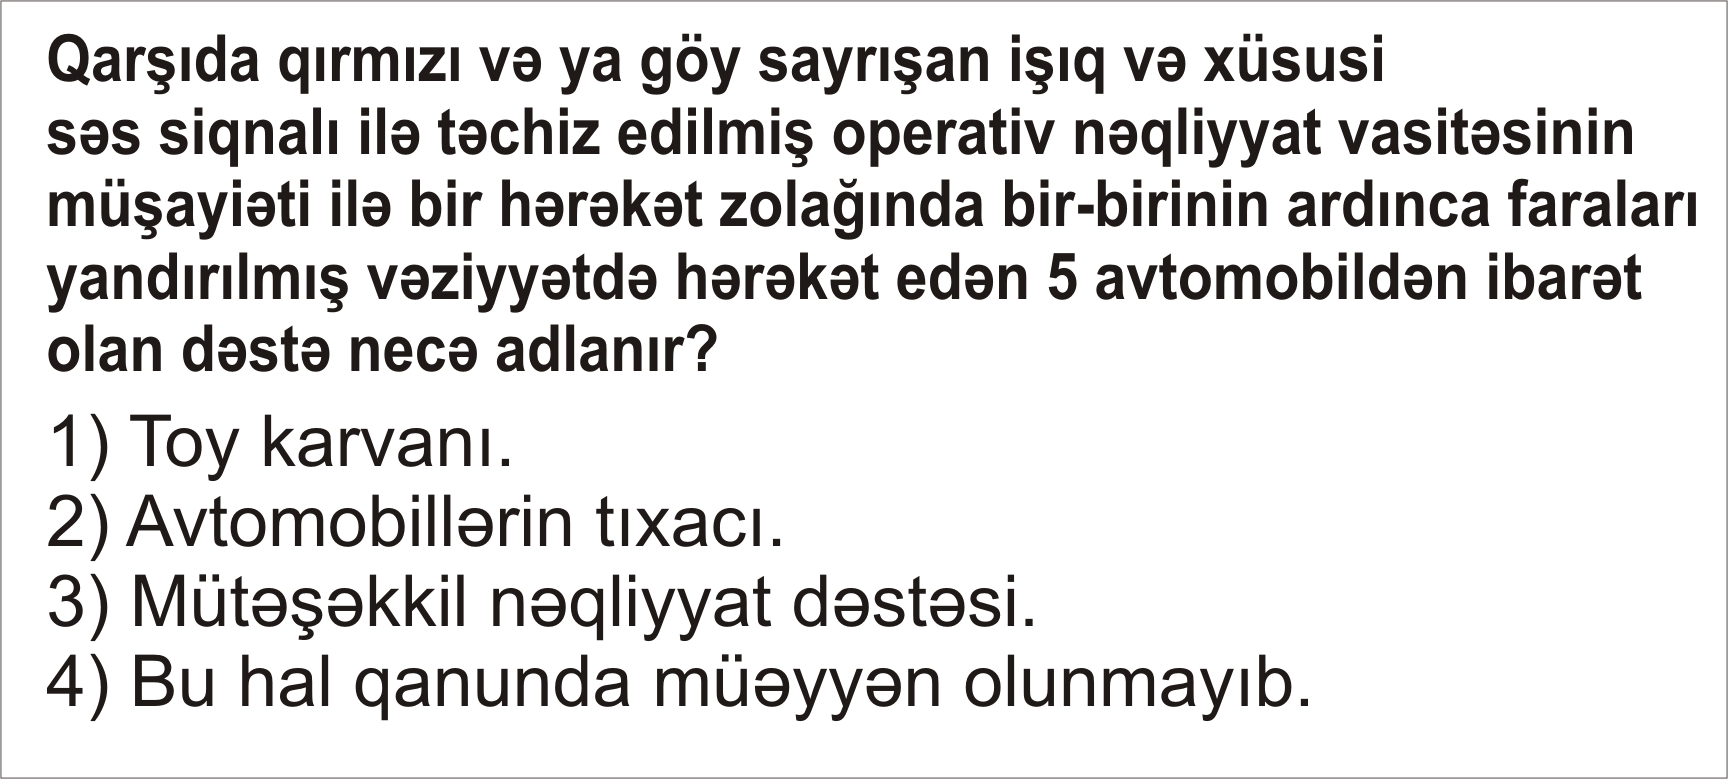 Qarşıda qırmızı və ya göy sayrışan işıq və xüsusi
səs siqnalı ilə təchiz edilmiş operativ nəqliyyat vasitəsinin
müşayiəti ilə bir hərəkət zolağında bir-birinin ardınca faraları
yandırılmış vəziyyətdə hərəkət edən 5 avtomobildən ibarət
olan dəstə necə adlanır?
1) Toy karvanı.
2) Avtomobillərin tıxacı.
3) Mütəşəkkil nəqliyyat dəstəsi.
4) Bu hal qanunda müəyyən olunmayıb.